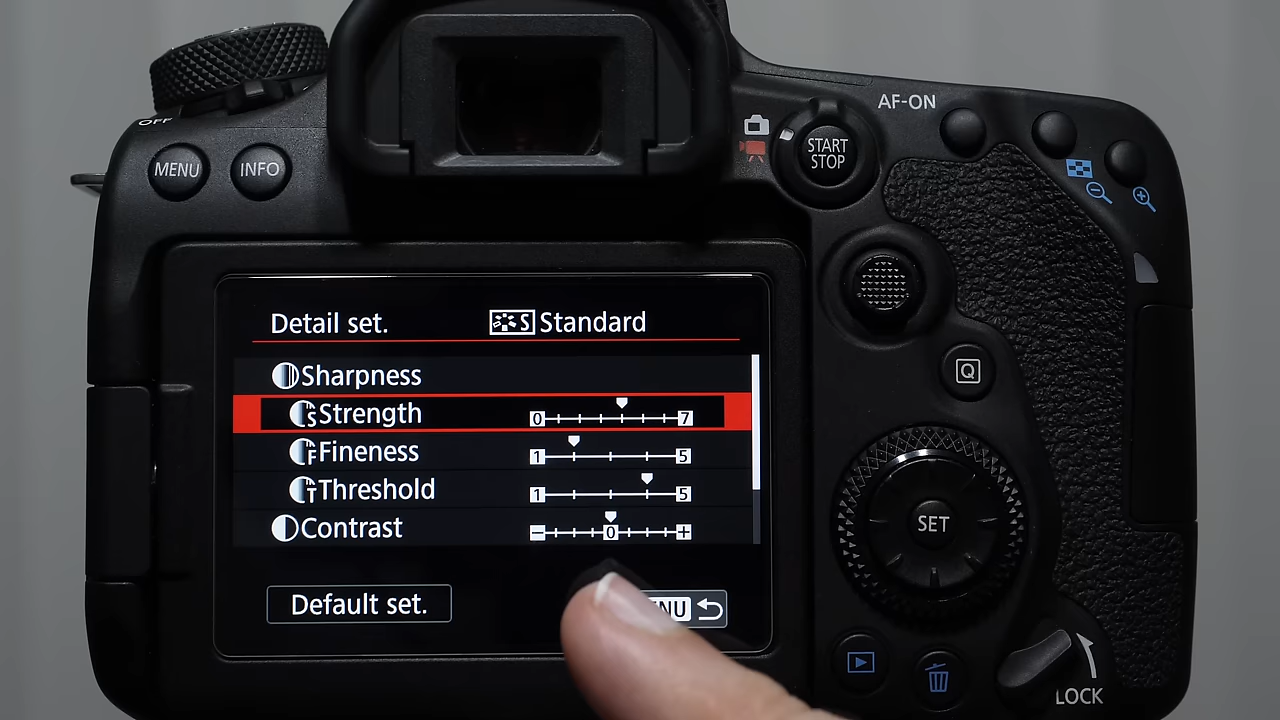 AF-ON
OFF
MENU
INFO
START
STOP
Detail set.
S Standard
Sharpness
S Strength 0 7
F Fineness 1 5
T Threshold 1 5
Contrast − 0 +
Default set.
Q
SET
LOCK